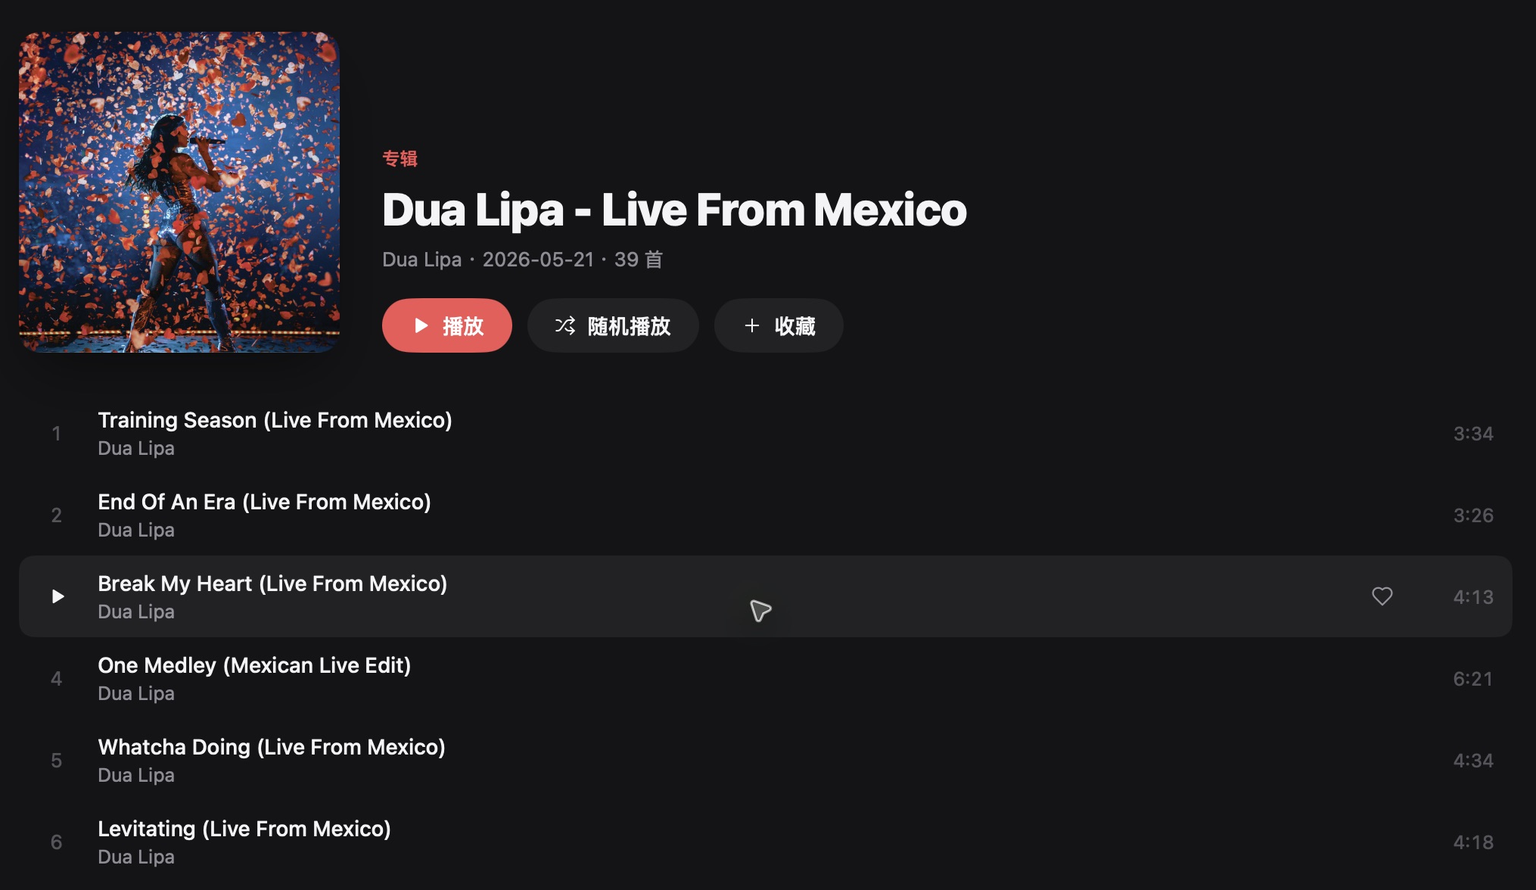 专辑
Dua Lipa - Live From Mexico
Dua Lipa · 2026-05-21 · 39 首
播放
随机播放
收藏
1
Training Season (Live From Mexico)
Dua Lipa
3:34
2
End Of An Era (Live From Mexico)
Dua Lipa
3:26
Break My Heart (Live From Mexico)
Dua Lipa
4:13
4
One Medley (Mexican Live Edit)
Dua Lipa
6:21
5
Whatcha Doing (Live From Mexico)
Dua Lipa
4:34
6
Levitating (Live From Mexico)
Dua Lipa
4:18